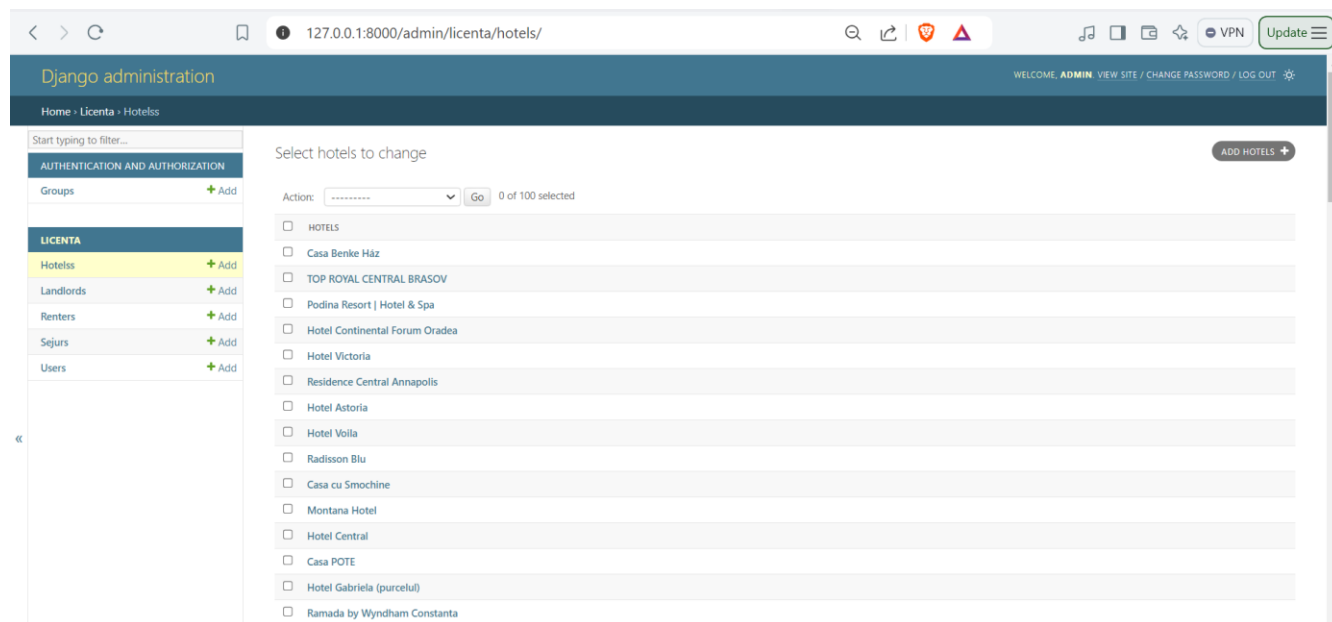 127.0.0.1:8000/admin/licenta/hotels/
VPN
Update
Django administration
WELCOME, ADMIN. VIEW SITE / CHANGE PASSWORD / LOG OUT
Home › Licenta › Hotelss
Start typing to filter...
AUTHENTICATION AND AUTHORIZATION
Groups + Add
LICENTA
Hotelss + Add
Landlords + Add
Renters + Add
Sejurs + Add
Users + Add
«
Select hotels to change
ADD HOTELS +
Action: --------- Go 0 of 100 selected
HOTELS
Casa Benke Ház
TOP ROYAL CENTRAL BRASOV
Podina Resort | Hotel & Spa
Hotel Continental Forum Oradea
Hotel Victoria
Residence Central Annapolis
Hotel Astoria
Hotel Voila
Radisson Blu
Casa cu Smochine
Montana Hotel
Hotel Central
Casa POTE
Hotel Gabriela (purcelul)
Ramada by Wyndham Constanta